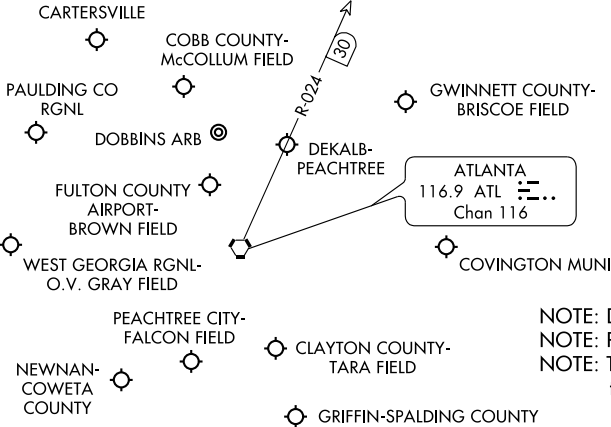 CARTERSVILLE
COBB COUNTY-
McCOLLUM FIELD
30
R-024
PAULDING CO
RGNL
GWINNETT COUNTY-
BRISCOE FIELD
DOBBINS ARB
DEKALB-
PEACHTREE
ATLANTA
116.9 ATL
Chan 116
FULTON COUNTY
AIRPORT-
BROWN FIELD
WEST GEORGIA RGNL-
O.V. GRAY FIELD
COVINGTON MUNI
PEACHTREE CITY-
FALCON FIELD
NOTE: D
NOTE: R
NOTE: T
CLAYTON COUNTY-
TARA FIELD
NEWNAN-
COWETA
COUNTY
GRIFFIN-SPALDING COUNTY